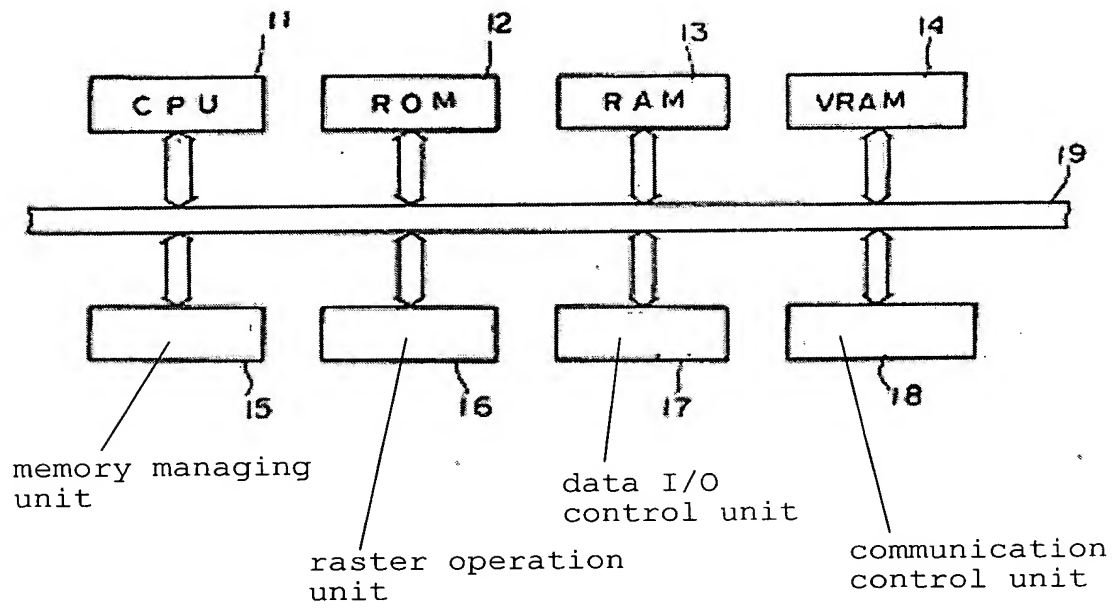 11
12
13
14
CPU
ROM
RAM
VRAM
19
15
16
17
18
memory managing
unit
raster operation
unit
data I/O
control unit
communication
control unit